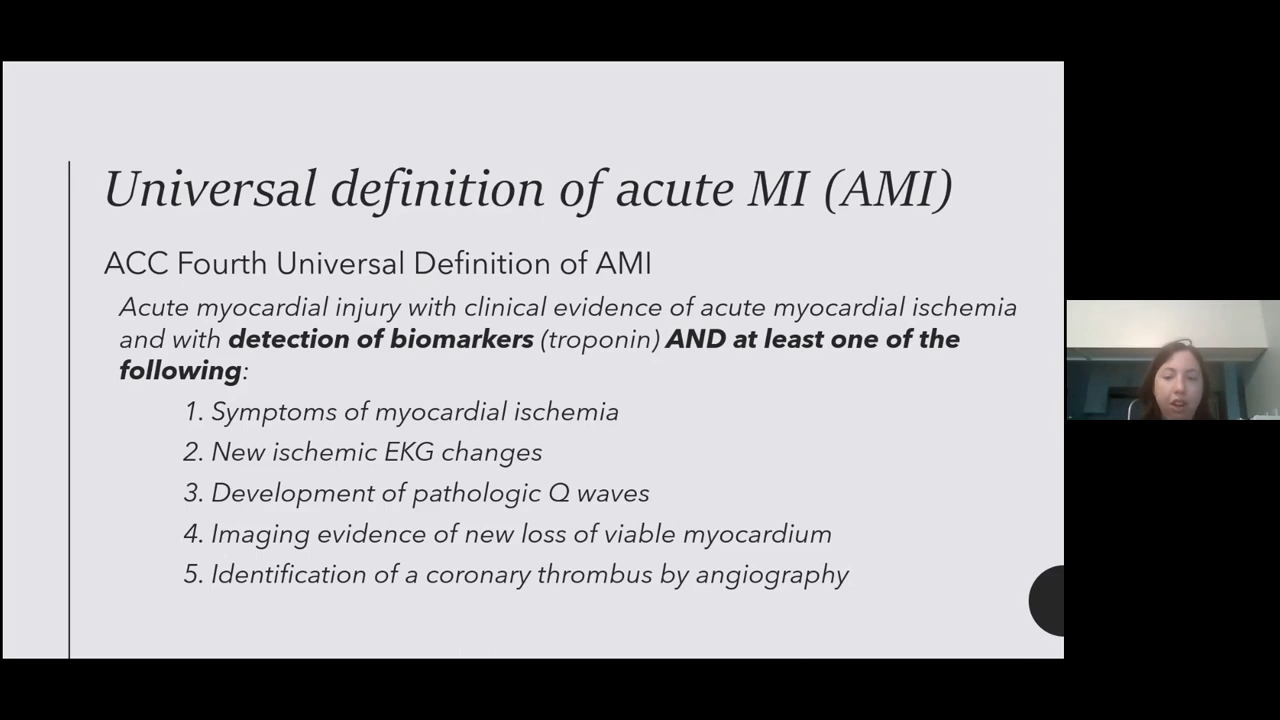 Universal definition of acute MI (AMI)
ACC Fourth Universal Definition of AMI
Acute myocardial injury with clinical evidence of acute myocardial ischemia
and with detection of biomarkers (troponin) AND at least one of the
following:
1. Symptoms of myocardial ischemia
2. New ischemic EKG changes
3. Development of pathologic Q waves
4. Imaging evidence of new loss of viable myocardium
5. Identification of a coronary thrombus by angiography